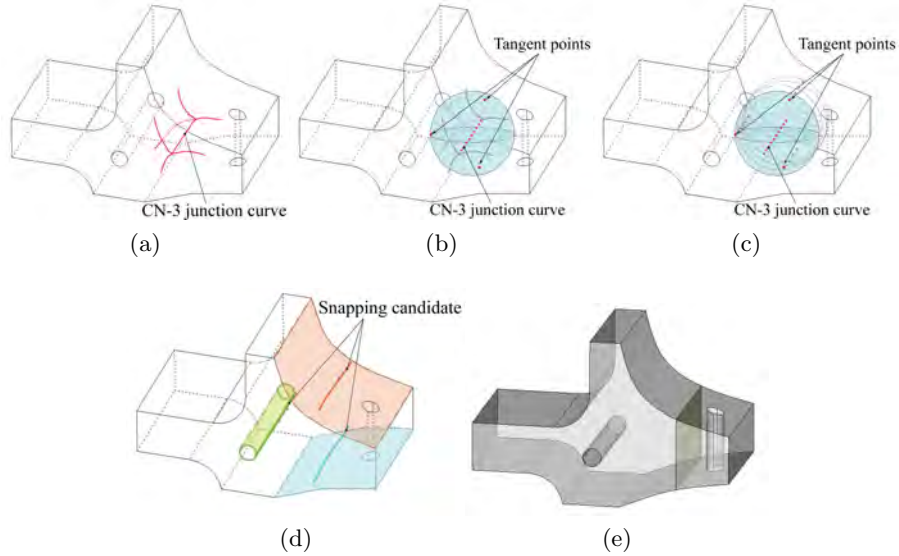 Tangent points
Tangent points
CN-3 junction curve
CN-3 junction curve
CN-3 junction curve
(a)
(b)
(c)
Snapping candidate
(d)
(e)